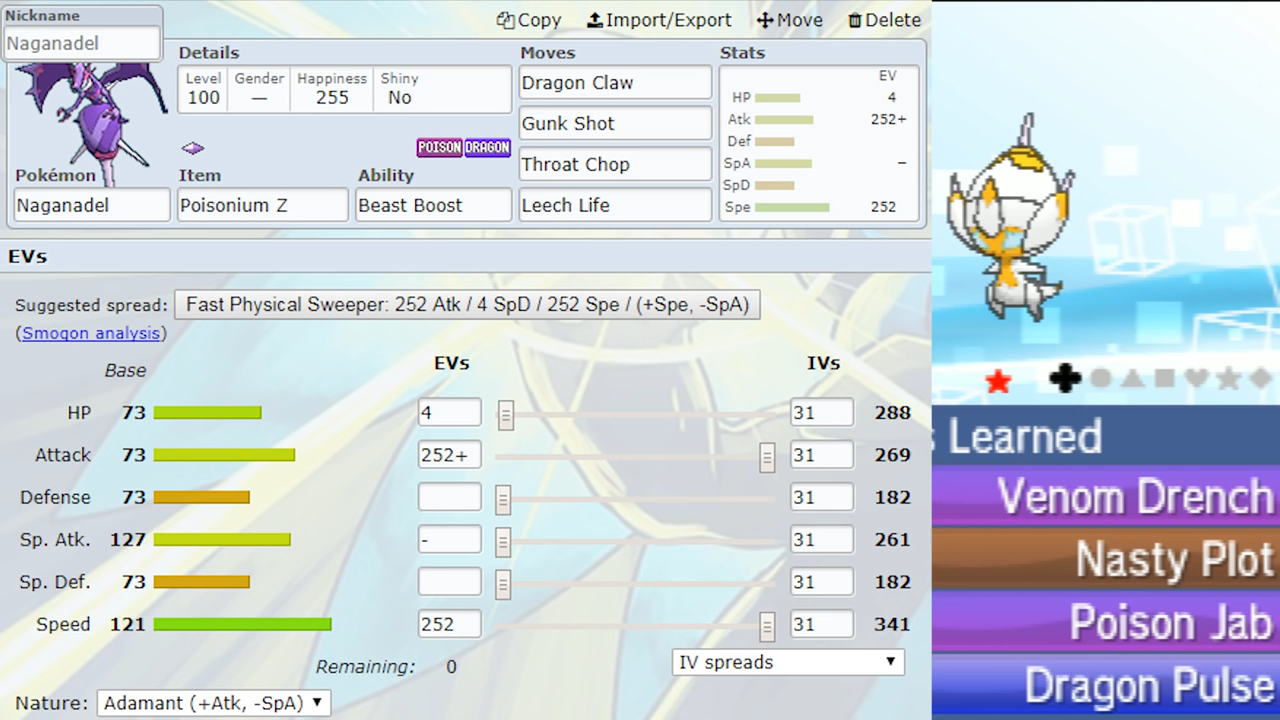 Nickname
Naganadel
Copy Import/Export Move Delete
Details
Level Gender Happiness Shiny
100 — 255 No
POISON DRAGON
Pokémon Item Ability
Naganadel Poisonium Z Beast Boost
Moves
Dragon Claw
Gunk Shot
Throat Chop
Leech Life
Stats
EV
HP 4
Atk 252+
Def
SpA –
SpD
Spe 252
EVs
Suggested spread: Fast Physical Sweeper: 252 Atk / 4 SpD / 252 Spe / (+Spe, -SpA)
(Smogon analysis)
Base EVs IVs
HP 73 4 31 288
Attack 73 252+ 31 269
Defense 73 31 182
Sp. Atk. 127 - 31 261
Sp. Def. 73 31 182
Speed 121 252 31 341
Remaining: 0 IV spreads
Nature: Adamant (+Atk, -SpA)
s Learned
Venom Drench
Nasty Plot
Poison Jab
Dragon Pulse